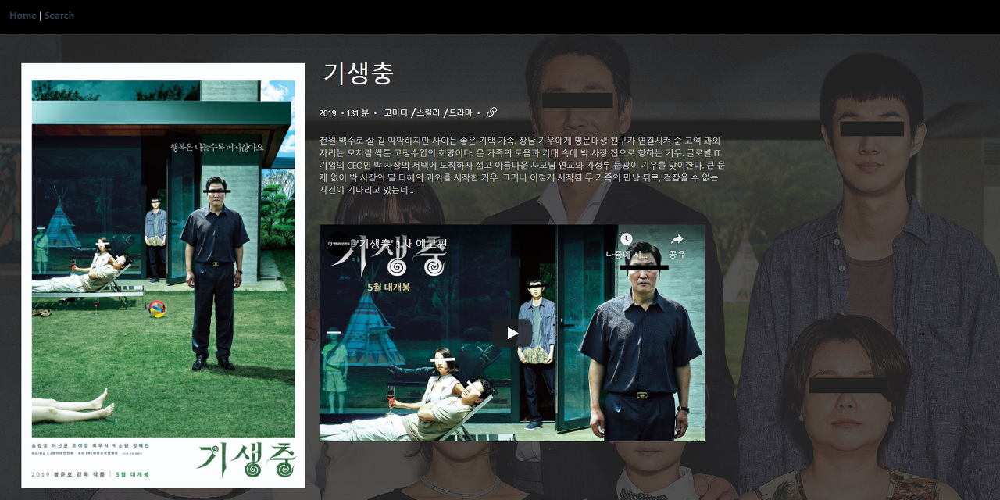 Home | Search
기생충
2019 • 131 분 • 코미디 /스릴러 /드라마 •
전원 백수로 살 길 막막하지만 사이는 좋은 기택 가족. 장남 기우에게 명문대생 친구가 연결시켜 준 고액 과외
자리는 모처럼 싹튼 고정수입의 희망이다. 온 가족의 도움과 기대 속에 박 사장 집으로 향하는 기우. 글로벌 IT
기업의 CEO인 박 사장의 저택에 도착하자 젊고 아름다운 사모님 연교와 가정부 문광이 기우를 맞이한다. 큰 문
제 없이 박 사장의 딸 다혜의 과외를 시작한 기우. 그러나 이렇게 시작된 두 가족의 만남 뒤로, 걷잡을 수 없는
사건이 기다리고 있는데...
행복은 나눌수록 커지잖아요
송강호 이선균 조여정 최우식 박소담 장혜진
기생충
2019 봉준호 감독 작품 | 5월 대개봉
CJ 엔터테인먼트
'기생충' 1차 예고편
나중에 시...
공유
기생충
5월 대개봉